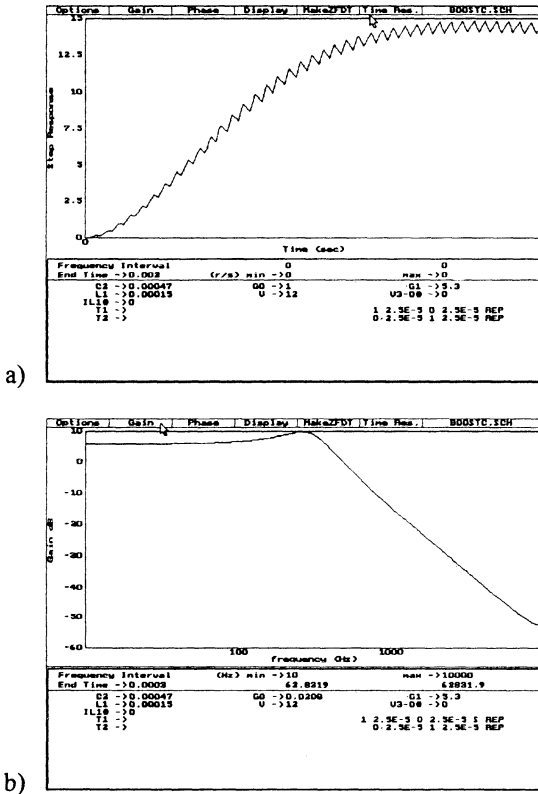 Options Gain Phase Display MakeZFDT Time Res. BOOSTC.SCH
15
12.5
10
7.5
5
2.5
0
Step Response
0
Time (sec)
Frequency Interval 0 0
End Time ->0.003 (r/s) min ->0 max ->0
C2 ->0.00047 G0 ->1 G1 ->5.3
L1 ->0.00015 V ->12 V3-D0 ->0
IL10 ->0
T1 -> 1 2.5E-5 0 2.5E-5 REP
T2 -> 0 2.5E-5 1 2.5E-5 REP
a)
Options Gain Phase Display MakeZFDT Time Res. BOOSTC.SCH
10
0
-10
-20
-30
-40
-50
-60
Gain dB
100 1000
frequency (Hz)
Frequency Interval (Hz) min ->10 max ->10000
End Time ->0.0003 62.8319 62831.9
C2 ->0.00047 G0 ->0.0208 G1 ->5.3
L1 ->0.00015 V ->12 V3-D0 ->0
IL10 ->0
T1 -> 1 2.5E-5 0 2.5E-5 REP
T2 -> 0 2.5E-5 1 2.5E-5 REP
b)